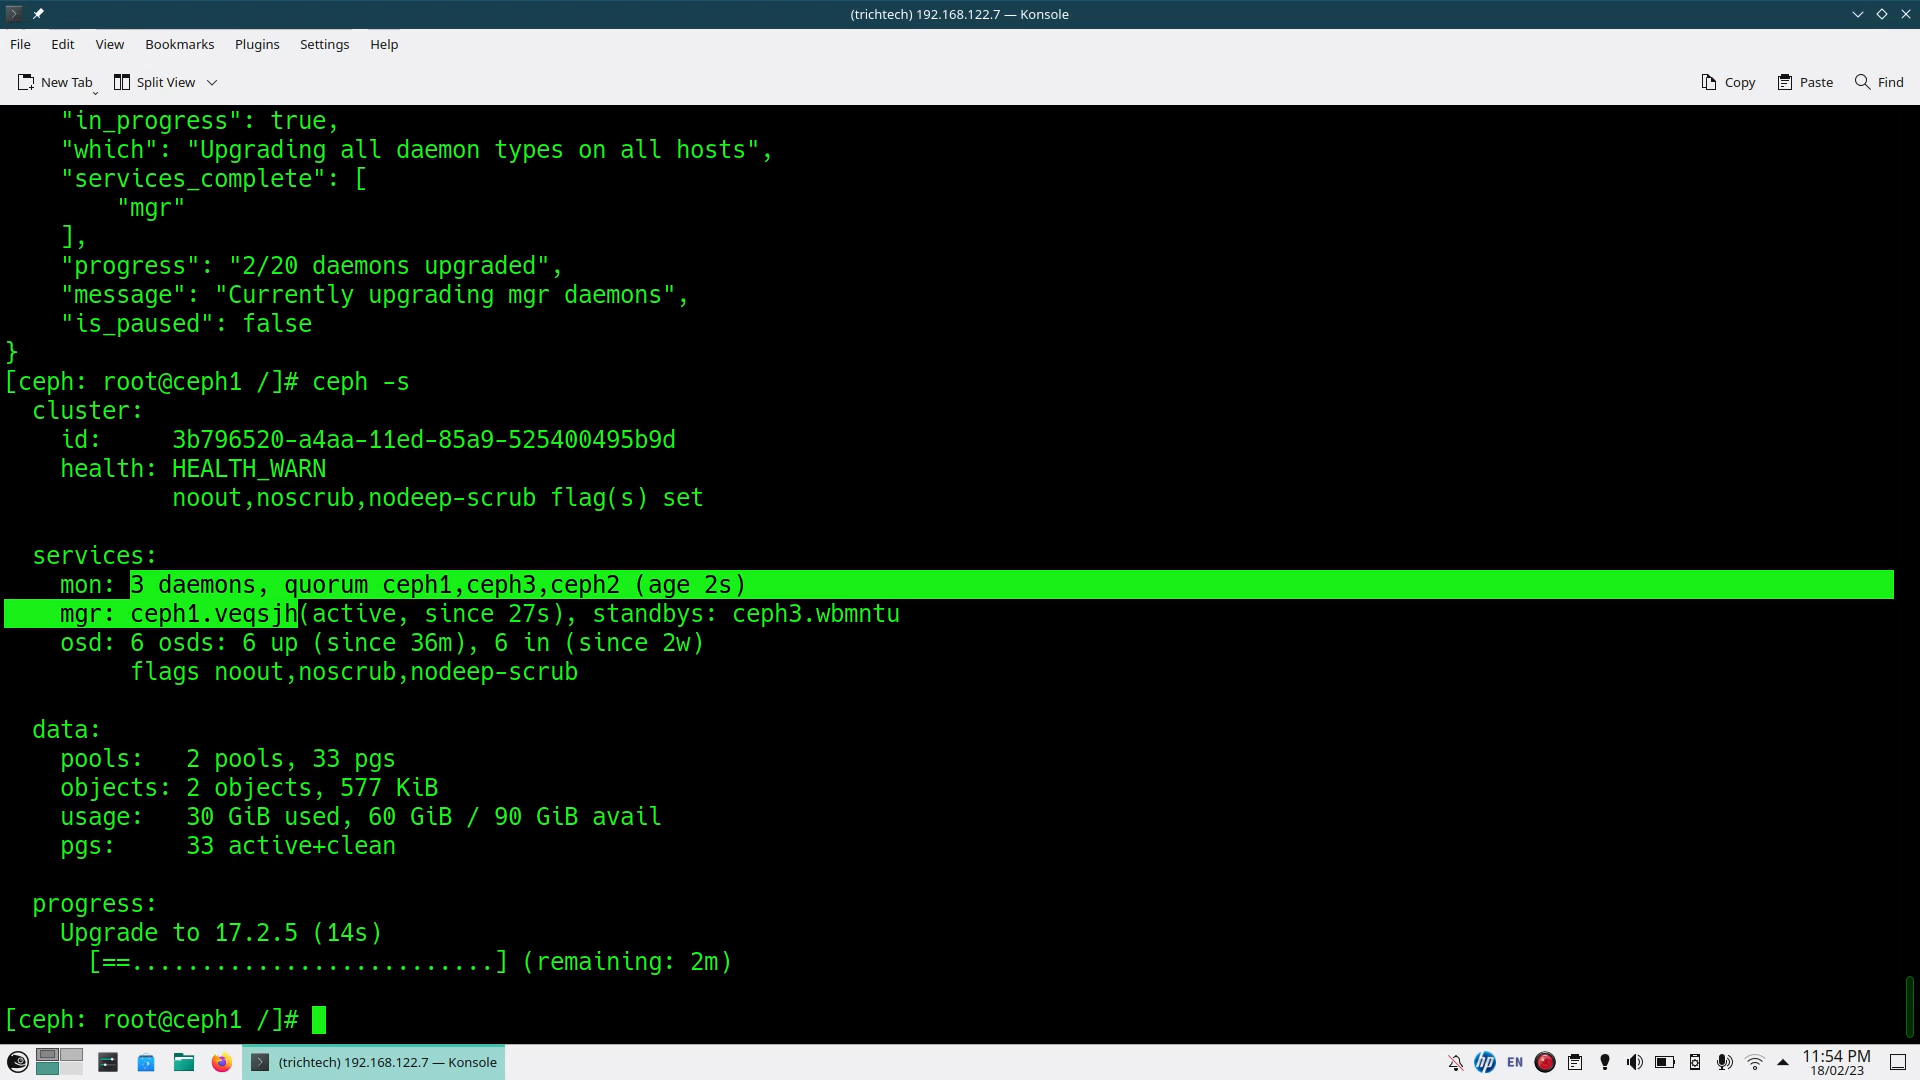 (trichtech) 192.168.122.7 — Konsole
File Edit View Bookmarks Plugins Settings Help
New Tab Split View Copy Paste Find
"in_progress": true,
"which": "Upgrading all daemon types on all hosts",
"services_complete": [
"mgr"
],
"progress": "2/20 daemons upgraded",
"message": "Currently upgrading mgr daemons",
"is_paused": false
}
[ceph: root@ceph1 /]# ceph -s
cluster:
id: 3b796520-a4aa-11ed-85a9-525400495b9d
health: HEALTH_WARN
noout,noscrub,nodeep-scrub flag(s) set
services:
mon: 3 daemons, quorum ceph1,ceph3,ceph2 (age 2s)
mgr: ceph1.veqsjh(active, since 27s), standbys: ceph3.wbmntu
osd: 6 osds: 6 up (since 36m), 6 in (since 2w)
flags noout,noscrub,nodeep-scrub
data:
pools: 2 pools, 33 pgs
objects: 2 objects, 577 KiB
usage: 30 GiB used, 60 GiB / 90 GiB avail
pgs: 33 active+clean
progress:
Upgrade to 17.2.5 (14s)
[==..........................] (remaining: 2m)
[ceph: root@ceph1 /]#
(trichtech) 192.168.122.7 — Konsole hp EN 11:54 PM
18/02/23